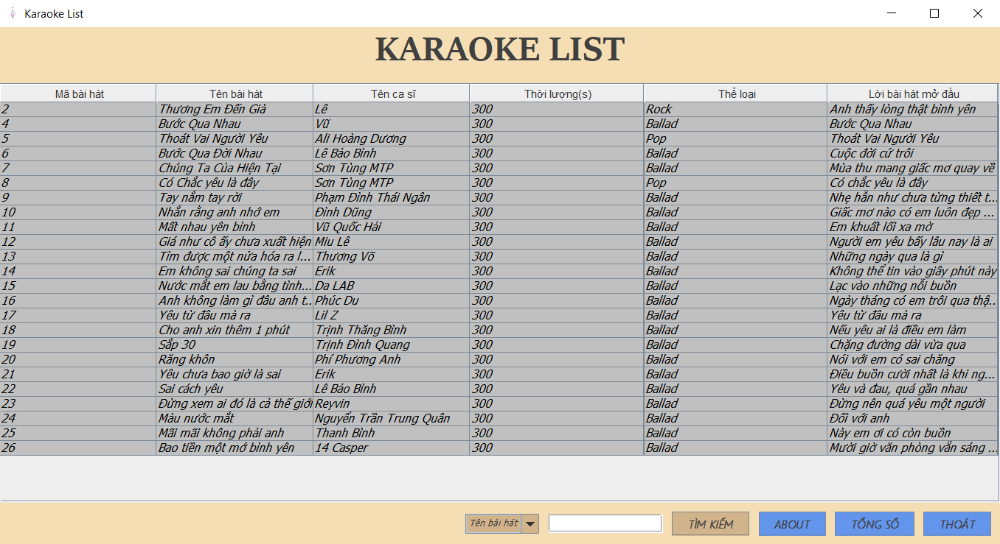 Karaoke List
KARAOKE LIST
Mã bài hát Tên bài hát Tên ca sĩ Thời lượng(s) Thể loại Lời bài hát mở đầu
2 Thương Em Đến Già Lê 300 Rock Anh thấy lòng thật bình yên
4 Bước Qua Nhau Vũ 300 Ballad Bước Qua Nhau
5 Thoát Vai Người Yêu Ali Hoàng Dương 300 Pop Thoát Vai Người Yêu
6 Bước Qua Đời Nhau Lê Bảo Bình 300 Ballad Cuộc đời cứ trôi
7 Chúng Ta Của Hiện Tại Sơn Tùng MTP 300 Ballad Mùa thu mang giấc mơ quay về
8 Có Chắc yêu là đây Sơn Tùng MTP 300 Pop Có chắc yêu là đây
9 Tay nắm tay rời Phạm Đình Thái Ngân 300 Ballad Nhẹ hẫn như chưa từng thiết t...
10 Nhắn rằng anh nhớ em Đình Dũng 300 Ballad Giấc mơ nào có em luôn đẹp ...
11 Mất nhau yên bình Vũ Quốc Hải 300 Ballad Em khuất lối xa mờ
12 Giá như cô ấy chưa xuất hiện Miu Lê 300 Ballad Người em yêu bấy lâu nay là ai
13 Tìm được một nửa hóa ra l... Thương Võ 300 Ballad Những ngày qua là gì
14 Em không sai chúng ta sai Erik 300 Ballad Không thể tin vào giây phút này
15 Nước mắt em lau bằng tình... Da LAB 300 Ballad Lạc vào những nỗi buồn
16 Anh không làm gì đâu anh t... Phúc Du 300 Ballad Ngày tháng có em trôi qua thậ...
17 Yêu từ đâu mà ra Lil Z 300 Ballad Yêu từ đâu mà ra
18 Cho anh xin thêm 1 phút Trịnh Thăng Bình 300 Ballad Nếu yêu ai là điều em làm
19 Sắp 30 Trịnh Đình Quang 300 Ballad Chặng đường dài vừa qua
20 Răng khôn Phí Phương Anh 300 Ballad Nói với em có sai chăng
21 Yêu chưa bao giờ là sai Erik 300 Ballad Điều buồn cười nhất là khi ng...
22 Sai cách yêu Lê Bảo Bình 300 Ballad Yêu và đau, quá gần nhau
23 Đừng xem ai đó là cả thế giới Reyvin 300 Ballad Đừng nên quá yêu một người
24 Màu nước mắt Nguyễn Trần Trung Quân 300 Ballad Đối với anh
25 Mãi mãi không phải anh Thanh Bình 300 Ballad Này em ơi có còn buồn
26 Bao tiền một mớ bình yên 14 Casper 300 Ballad Mười giờ văn phòng vẫn sáng ...
Tên bài hát TÌM KIẾM ABOUT TỔNG SỐ THOÁT